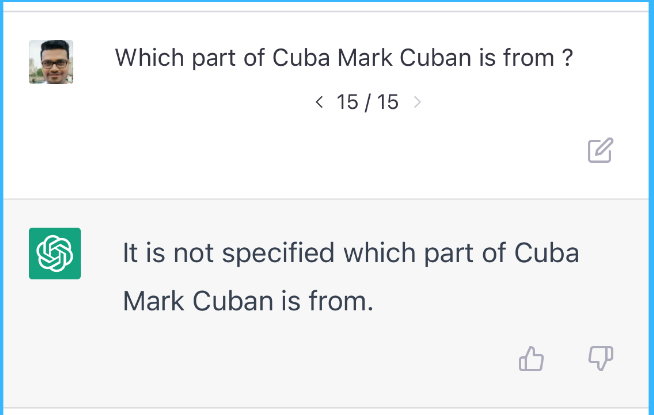 Which part of Cuba Mark Cuban is from ?
< 15 / 15 >
It is not specified which part of Cuba
Mark Cuban is from.